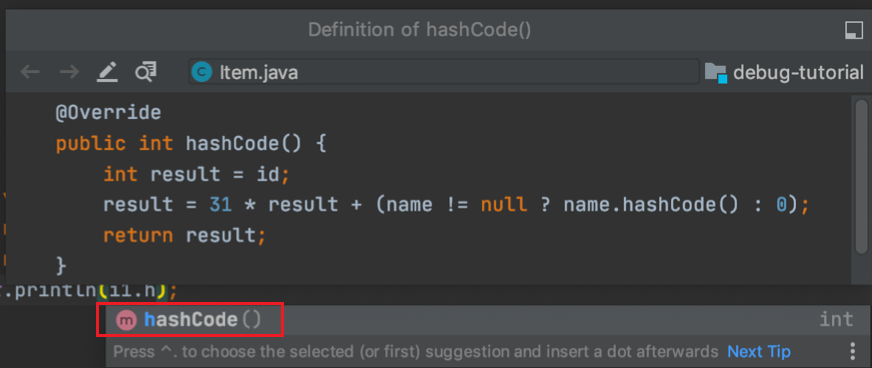 Definition of hashCode()
Item.java
debug-tutorial
@Override
public int hashCode() {
int result = id;
result = 31 * result + (name != null ? name.hashCode() : 0);
return result;
}
.println(i1.h);
hashCode() int
Press ^. to choose the selected (or first) suggestion and insert a dot afterwards Next Tip